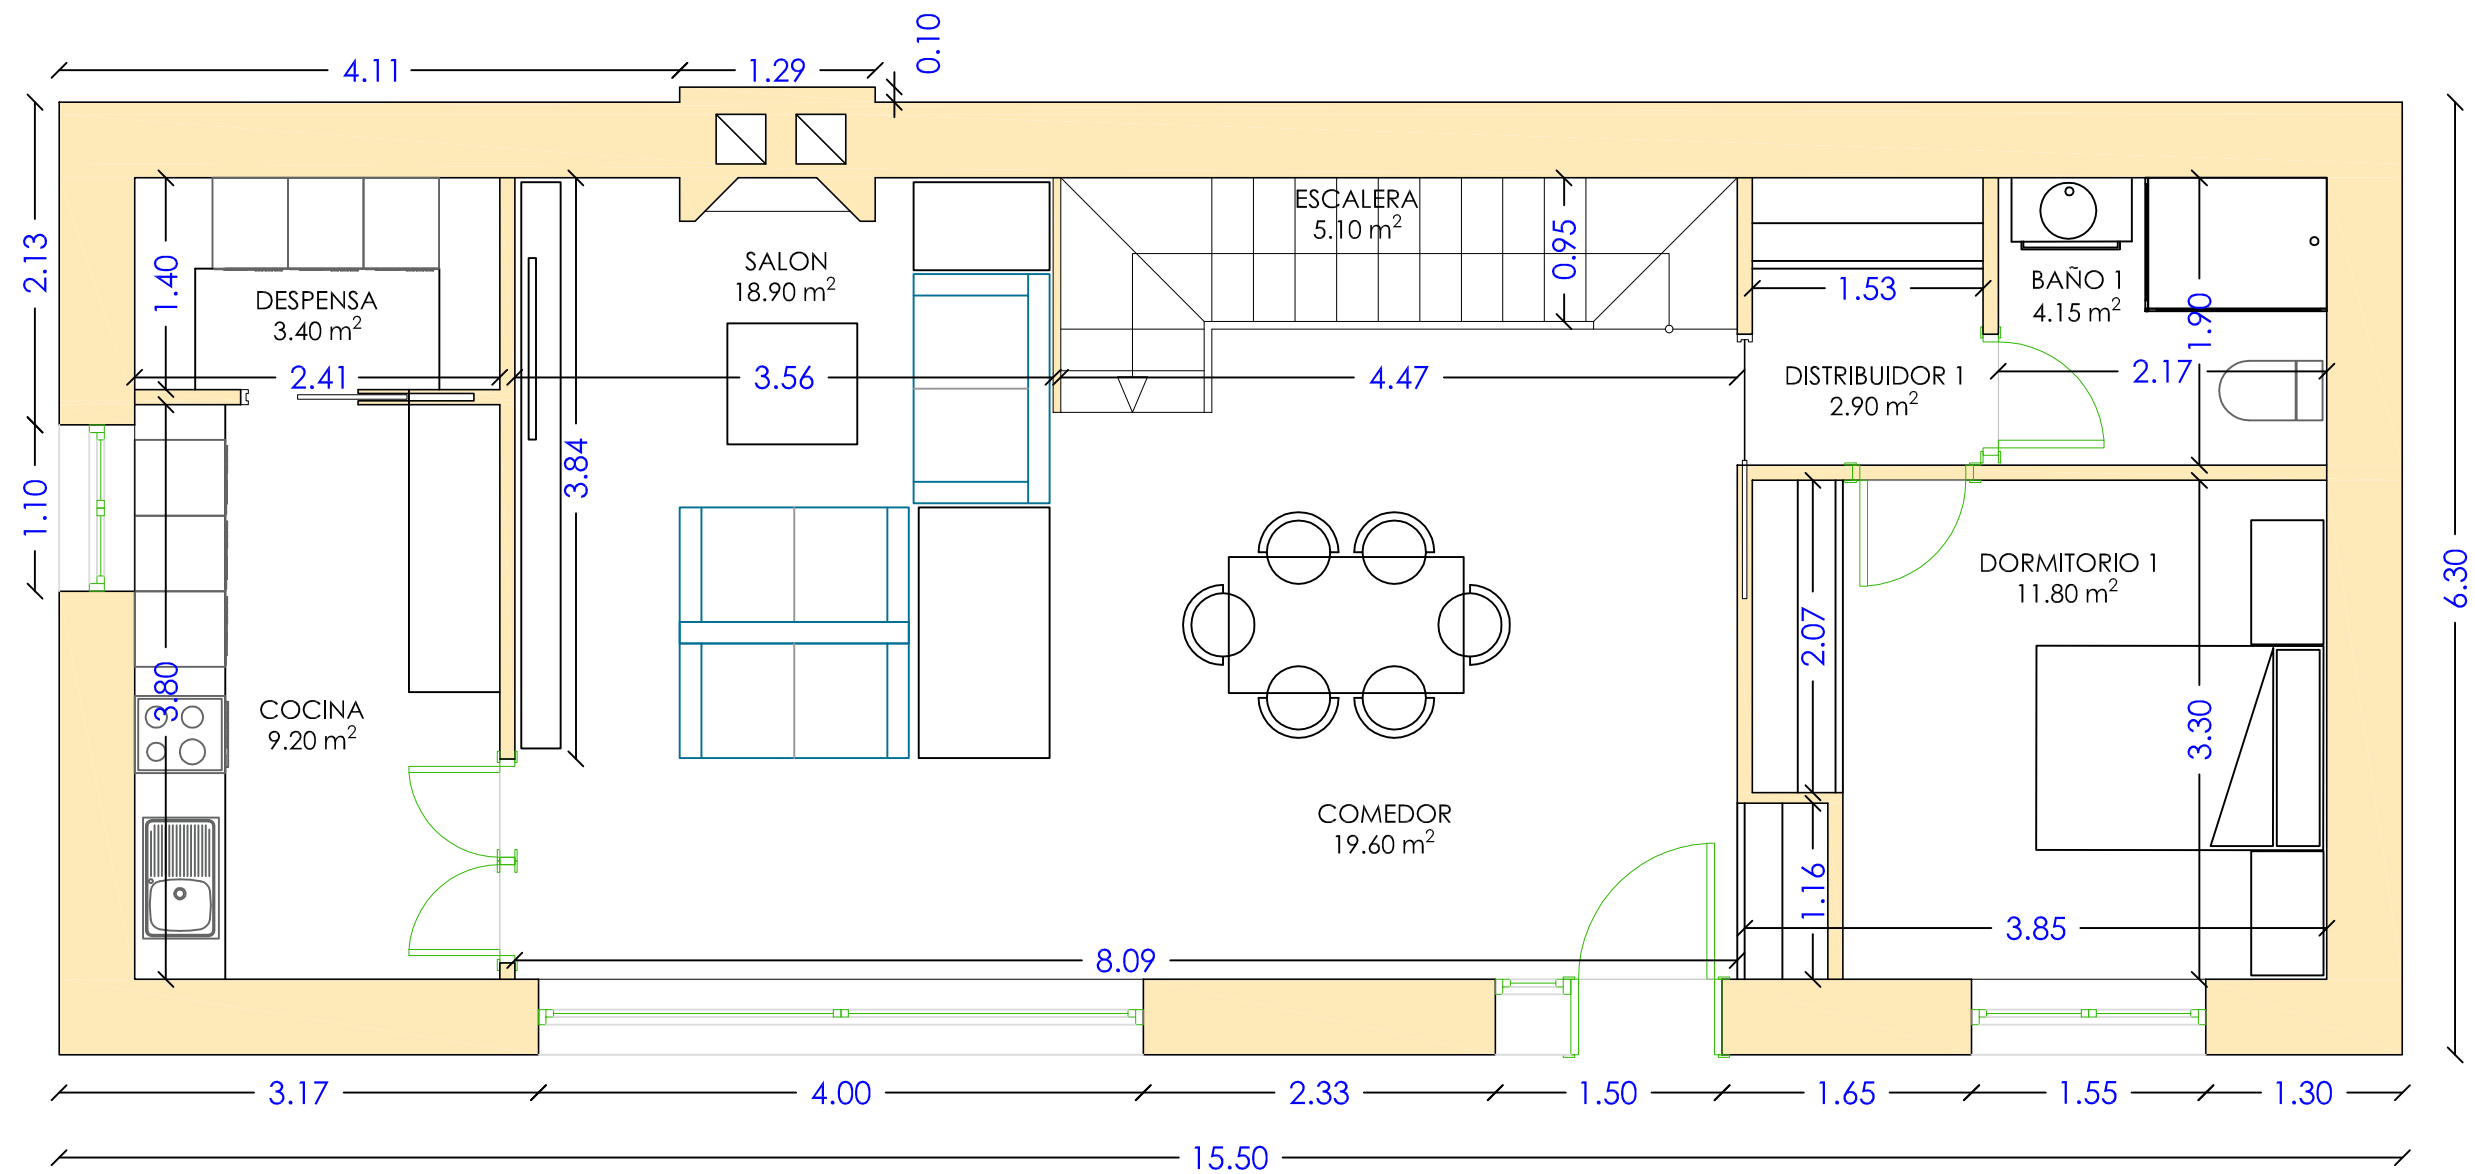 0.10
4.11
1.29
2.13
1.40
DESPENSA
3.40 m²
2.41
SALON
18.90 m²
3.56
3.84
ESCALERA
5.10 m²
0.95
4.47
1.53
BAÑO 1
4.15 m²
1.90
2.17
DISTRIBUIDOR 1
2.90 m²
1.10
3.80
COCINA
9.20 m²
COMEDOR
19.60 m²
DORMITORIO 1
11.80 m²
2.07
3.30
6.30
1.16
3.85
8.09
3.17
4.00
2.33
1.50
1.65
1.55
1.30
15.50